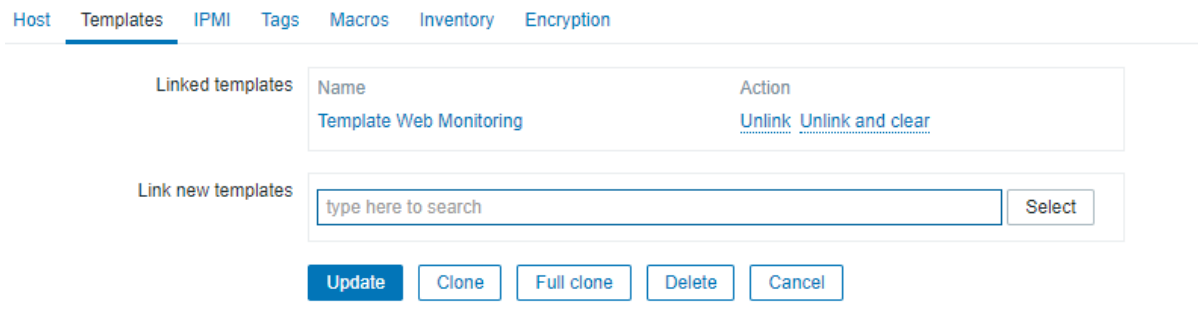 Host Templates IPMI Tags Macros Inventory Encryption
Linked templates Name Action
Template Web Monitoring Unlink Unlink and clear
Link new templates type here to search Select
Update Clone Full clone Delete Cancel